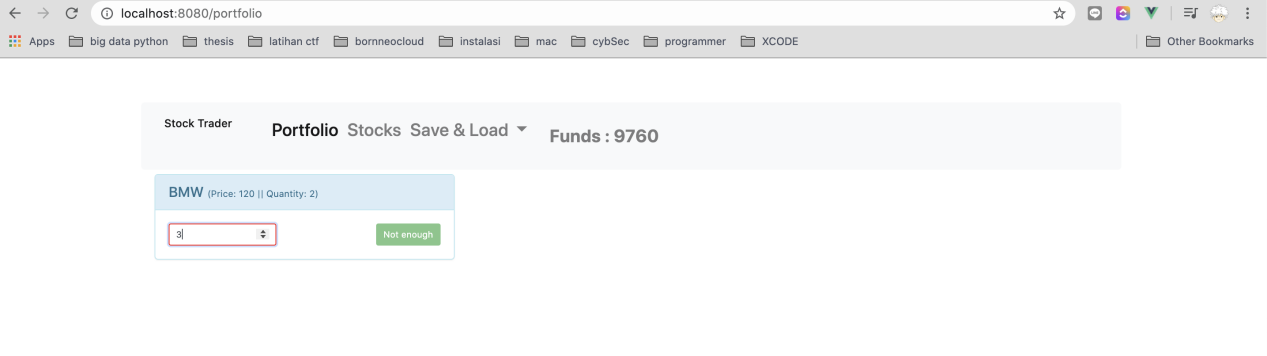 localhost:8080/portfolio
Apps big data python thesis latihan ctf bornneocloud instalasi mac cybSec programmer XCODE Other Bookmarks
Stock Trader Portfolio Stocks Save & Load Funds : 9760
BMW (Price: 120 || Quantity: 2)
3 Not enough